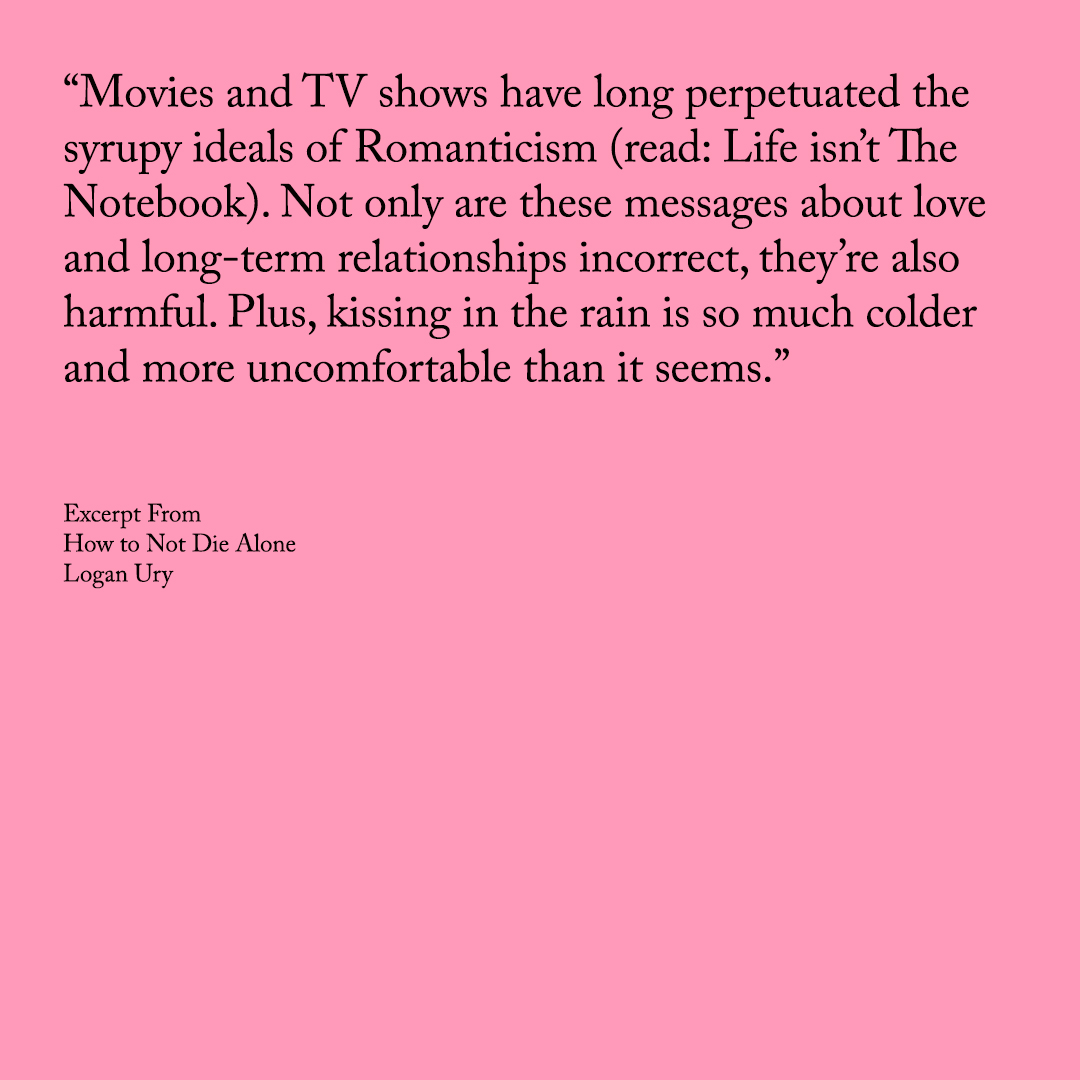 “Movies and TV shows have long perpetuated the
syrupy ideals of Romanticism (read: Life isn’t The
Notebook). Not only are these messages about love
and long-term relationships incorrect, they’re also
harmful. Plus, kissing in the rain is so much colder
and more uncomfortable than it seems.”
Excerpt From
How to Not Die Alone
Logan Ury